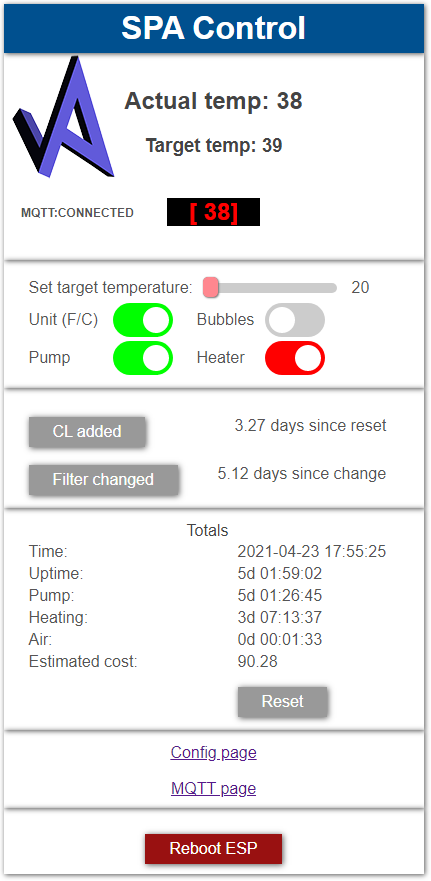 SPA Control
Actual temp: 38
Target temp: 39
MQTT:CONNECTED [ 38]
Set target temperature: 20
Unit (F/C) Bubbles
Pump Heater
CL added 3.27 days since reset
Filter changed 5.12 days since change
Totals
Time: 2021-04-23 17:55:25
Uptime: 5d 01:59:02
Pump: 5d 01:26:45
Heating: 3d 07:13:37
Air: 0d 00:01:33
Estimated cost: 90.28
Reset
Config page
MQTT page
Reboot ESP